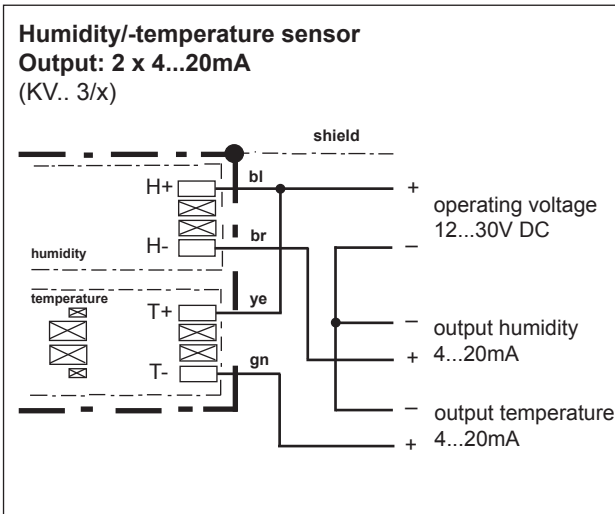 Humidity/-temperature sensor
Output: 2 x 4...20mA
(KV.. 3/x)
shield
H+ bl +
operating voltage
12...30V DC
H- br –
humidity
temperature
T+ ye –
output humidity
+ 4...20mA
T- gn
– output temperature
+ 4...20mA